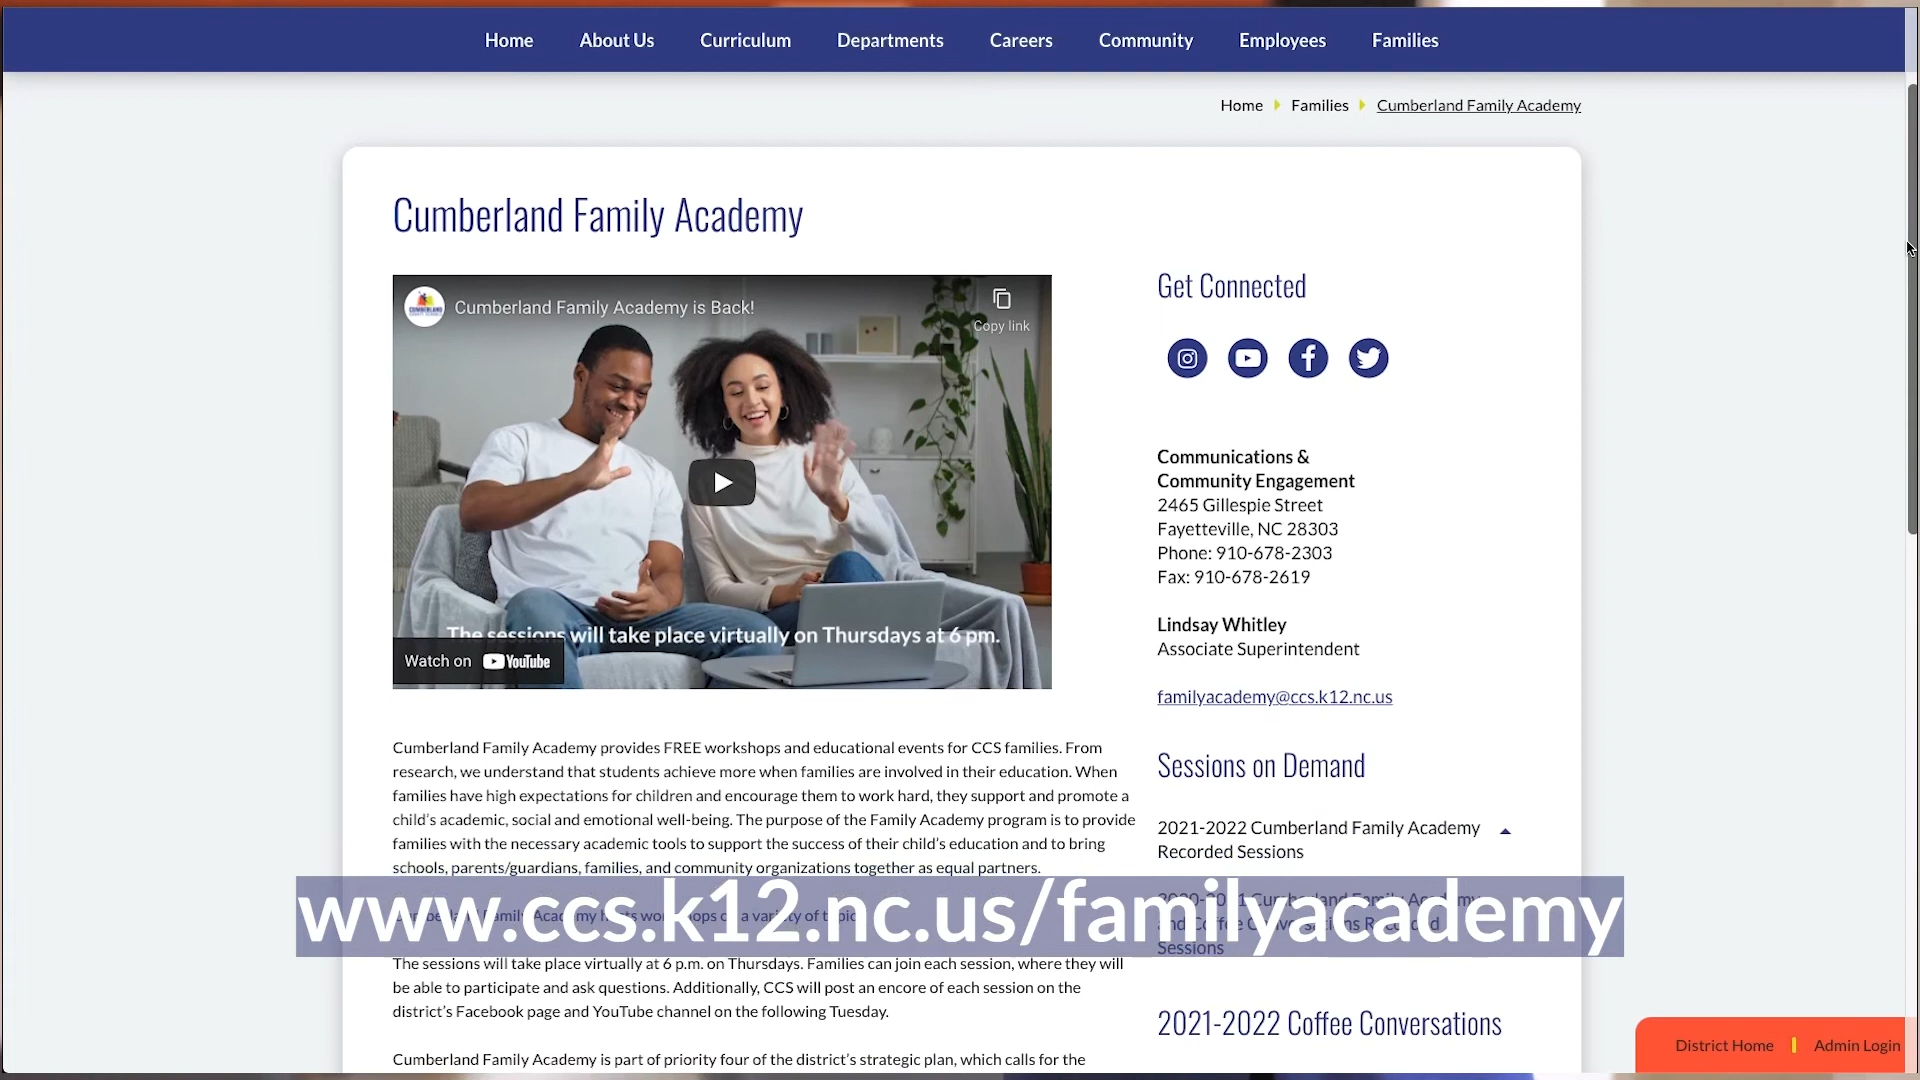 Home About Us Curriculum Departments Careers Community Employees Families
Home Families Cumberland Family Academy
Cumberland Family Academy
Cumberland Family Academy is Back!
Copy link
The sessions will take place virtually on Thursdays at 6 pm.
Watch on YouTube
Cumberland Family Academy provides FREE workshops and educational events for CCS families. From
research, we understand that students achieve more when families are involved in their education. When
families have high expectations for children and encourage them to work hard, they support and promote a
child's academic, social and emotional well-being. The purpose of the Family Academy program is to provide
families with the necessary academic tools to support the success of their child's education and to bring
schools, parents/guardians, families, and community organizations together as equal partners.
www.ccs.k12.nc.us/familyacademy
The sessions will take place virtually at 6 p.m. on Thursdays. Families can join each session, where they will
be able to participate and ask questions. Additionally, CCS will post an encore of each session on the
district's Facebook page and YouTube channel on the following Tuesday.
Cumberland Family Academy is part of priority four of the district's strategic plan, which calls for the
Get Connected
Communications &
Community Engagement
2465 Gillespie Street
Fayetteville, NC 28303
Phone: 910-678-2303
Fax: 910-678-2619
Lindsay Whitley
Associate Superintendent
familyacademy@ccs.k12.nc.us
Sessions on Demand
2021-2022 Cumberland Family Academy
Recorded Sessions
2020-2021 Cumberland Family Academy
and Coffee Conversations Recorded
Sessions
2021-2022 Coffee Conversations
District Home Admin Login